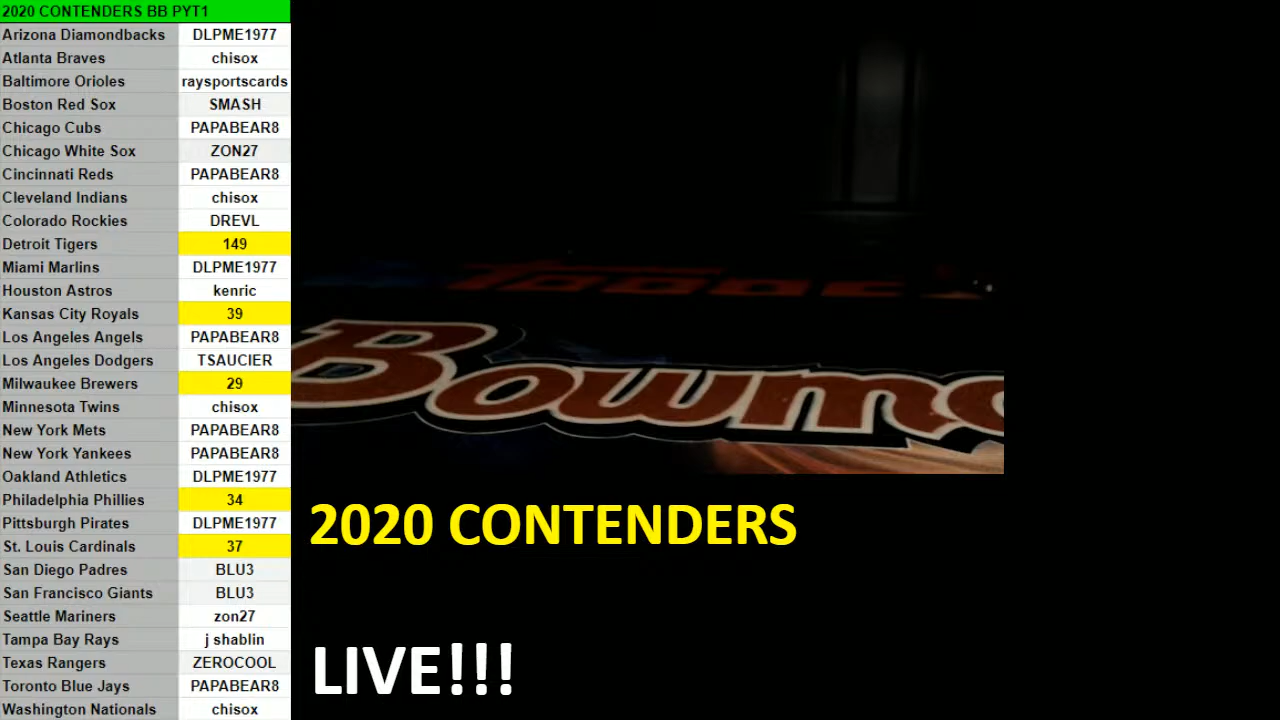 2020 CONTENDERS BB PYT1
Arizona Diamondbacks DLPME1977
Atlanta Braves chisox
Baltimore Orioles raysportscards
Boston Red Sox SMASH
Chicago Cubs PAPABEAR8
Chicago White Sox ZON27
Cincinnati Reds PAPABEAR8
Cleveland Indians chisox
Colorado Rockies DREVL
Detroit Tigers 149
Miami Marlins DLPME1977
Houston Astros kenric
Kansas City Royals 39
Los Angeles Angels PAPABEAR8
Los Angeles Dodgers TSAUCIER
Milwaukee Brewers 29
Minnesota Twins chisox
New York Mets PAPABEAR8
New York Yankees PAPABEAR8
Oakland Athletics DLPME1977
Philadelphia Phillies 34
Pittsburgh Pirates DLPME1977
St. Louis Cardinals 37
San Diego Padres BLU3
San Francisco Giants BLU3
Seattle Mariners zon27
Tampa Bay Rays j shablin
Texas Rangers ZEROCOOL
Toronto Blue Jays PAPABEAR8
Washington Nationals chisox
Bowm
2020 CONTENDERS
LIVE!!!